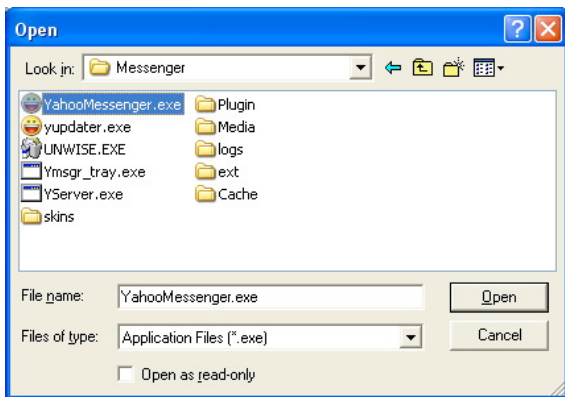 Open
Look in: Messenger
YahooMessenger.exe
yupdater.exe
UNWISE.EXE
Ymsgr_tray.exe
YServer.exe
skins
Plugin
Media
logs
ext
Cache
File name: YahooMessenger.exe Open
Files of type: Application Files (*.exe) Cancel
Open as read-only